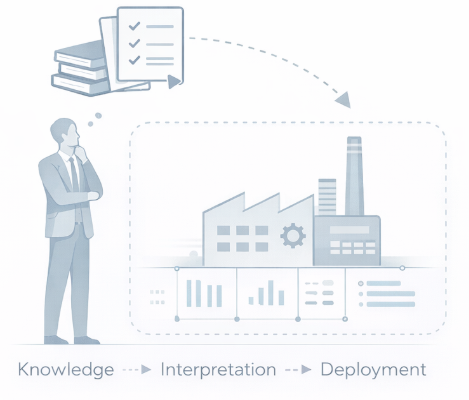 Knowledge ---▸ Interpretation --▸ Deployment